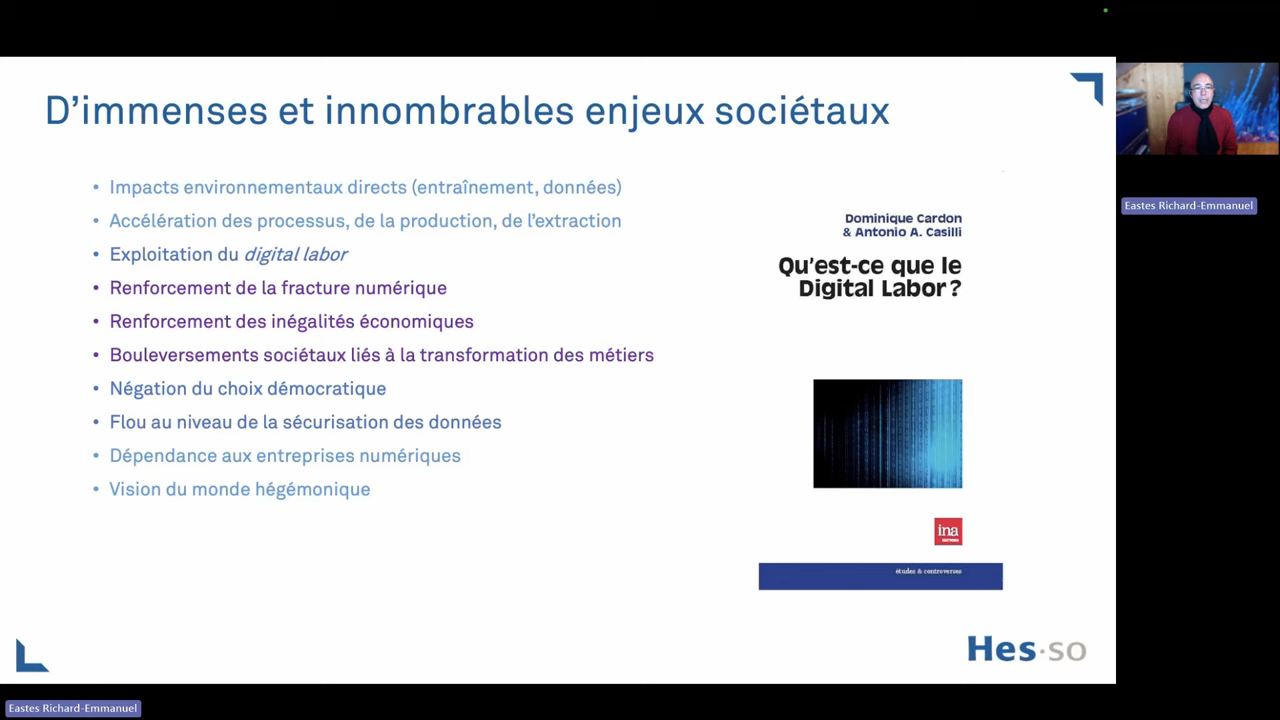 D'immenses et innombrables enjeux sociétaux
• Impacts environnementaux directs (entraînement, données)
• Accélération des processus, de la production, de l'extraction
• Exploitation du digital labor
• Renforcement de la fracture numérique
• Renforcement des inégalités économiques
• Bouleversements sociétaux liés à la transformation des métiers
• Négation du choix démocratique
• Flou au niveau de la sécurisation des données
• Dépendance aux entreprises numériques
• Vision du monde hégémonique
Dominique Cardon
& Antonio A. Casilli
Qu'est-ce que le
Digital Labor ?
ina
études & controverses
Hes·so
Eastes Richard-Emmanuel
Eastes Richard-Emmanuel